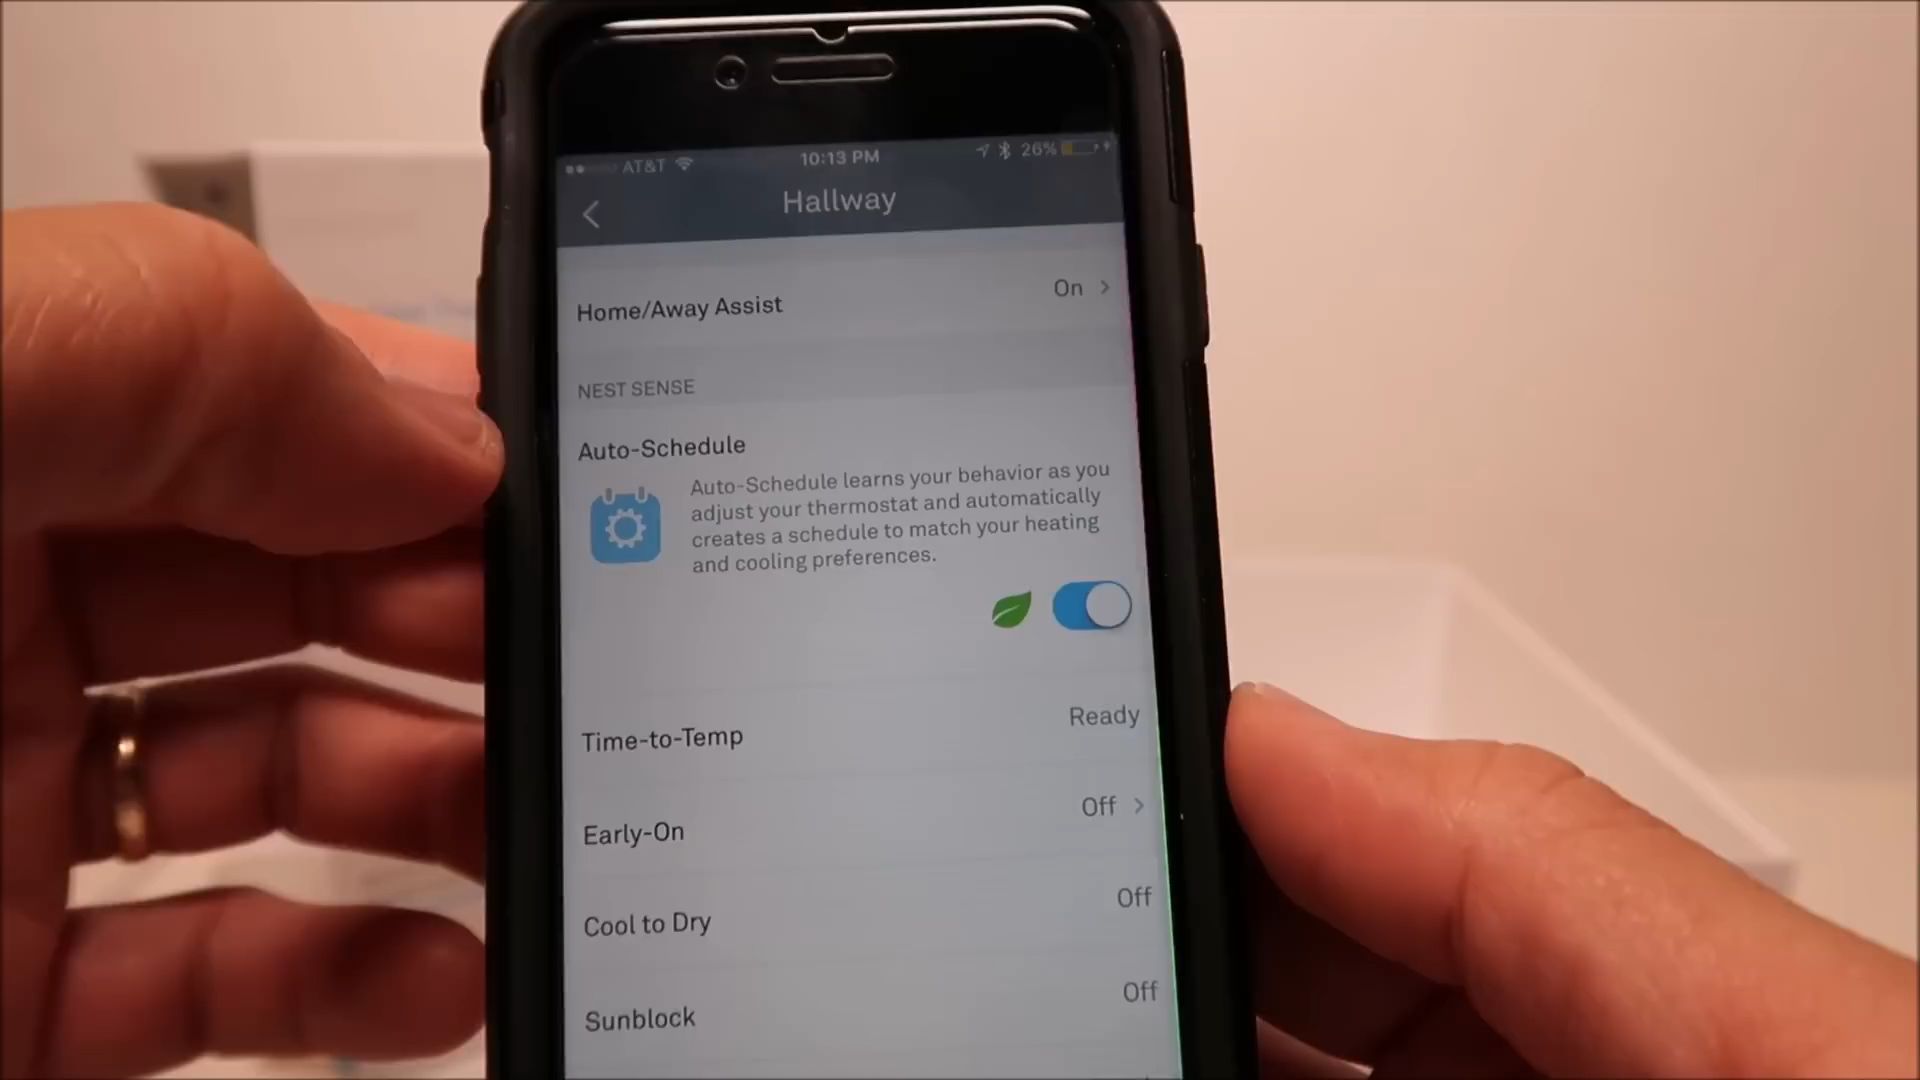 AT&T 10:13 PM 26%
Hallway
Home/Away Assist On
NEST SENSE
Auto-Schedule
Auto-Schedule learns your behavior as you
adjust your thermostat and automatically
creates a schedule to match your heating
and cooling preferences.
Time-to-Temp Ready
Early-On Off
Cool to Dry Off
Sunblock Off